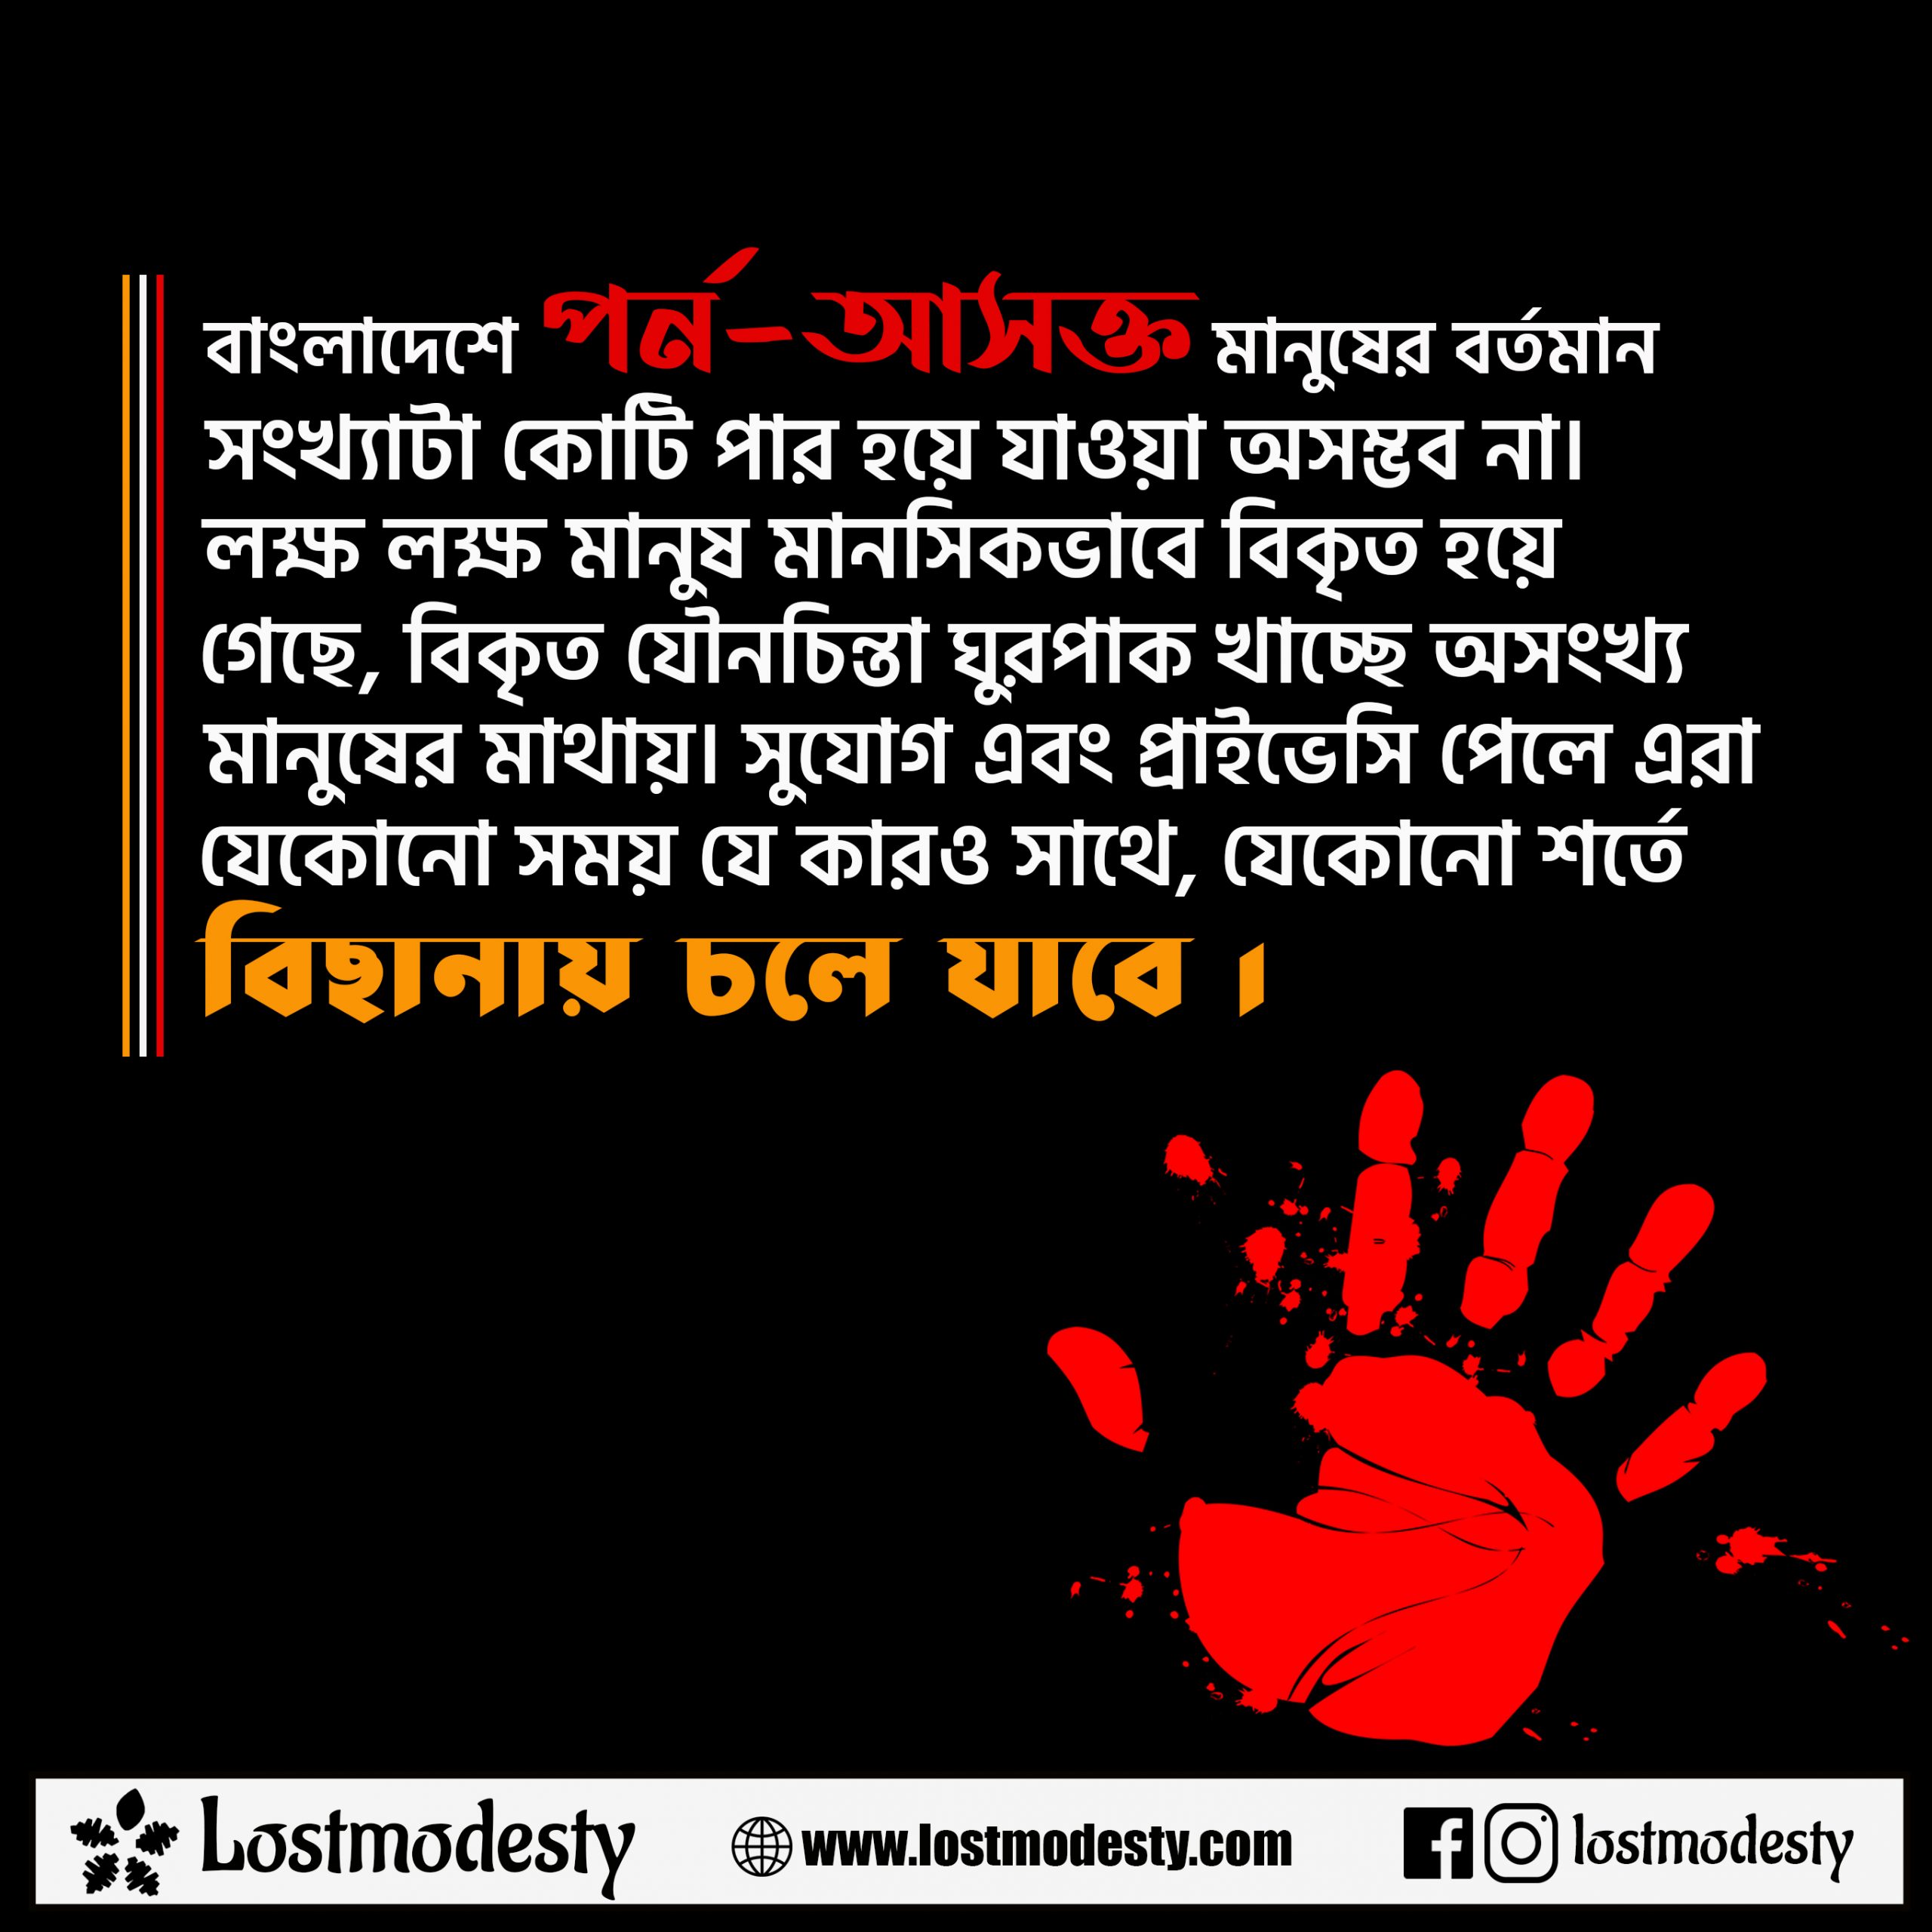 বাংলাদেশে পর্ন-আসক্ত মানুষের বর্তমান
সংখ্যাটা কোটি পার হয়ে যাওয়া অসম্ভব না।
লক্ষ লক্ষ মানুষ মানসিকভাবে বিকৃত হয়ে
গেছে, বিকৃত যৌনচিন্তা ঘুরপাক খাচ্ছে অসংখ্য
মানুষের মাথায়। সুযোগ এবং প্রাইভেসি পেলে এরা
যেকোনো সময় যে কারও সাথে, যেকোনো শর্তে
বিছানায় চলে যাবে ।
Lostmodesty www.lostmodesty.com lostmodesty